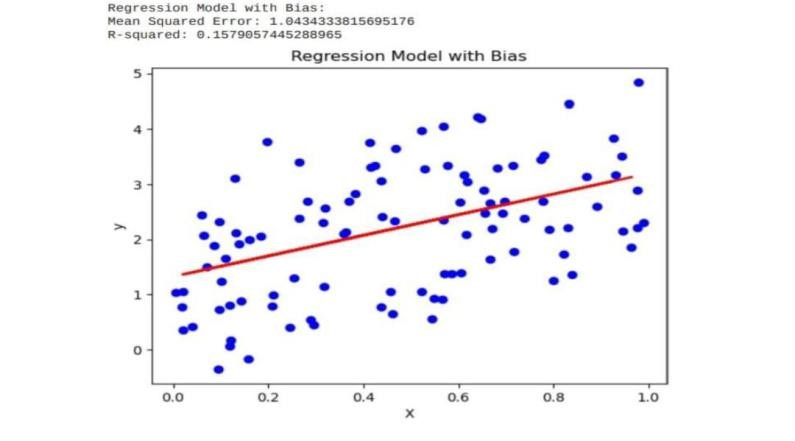 Regression Model with Bias:
Mean Squared Error: 1.0434333815695176
R-squared: 0.1579057445288965
Regression Model with Bias
5
4
3
2
1
0
y
0.0 0.2 0.4 0.6 0.8 1.0
x